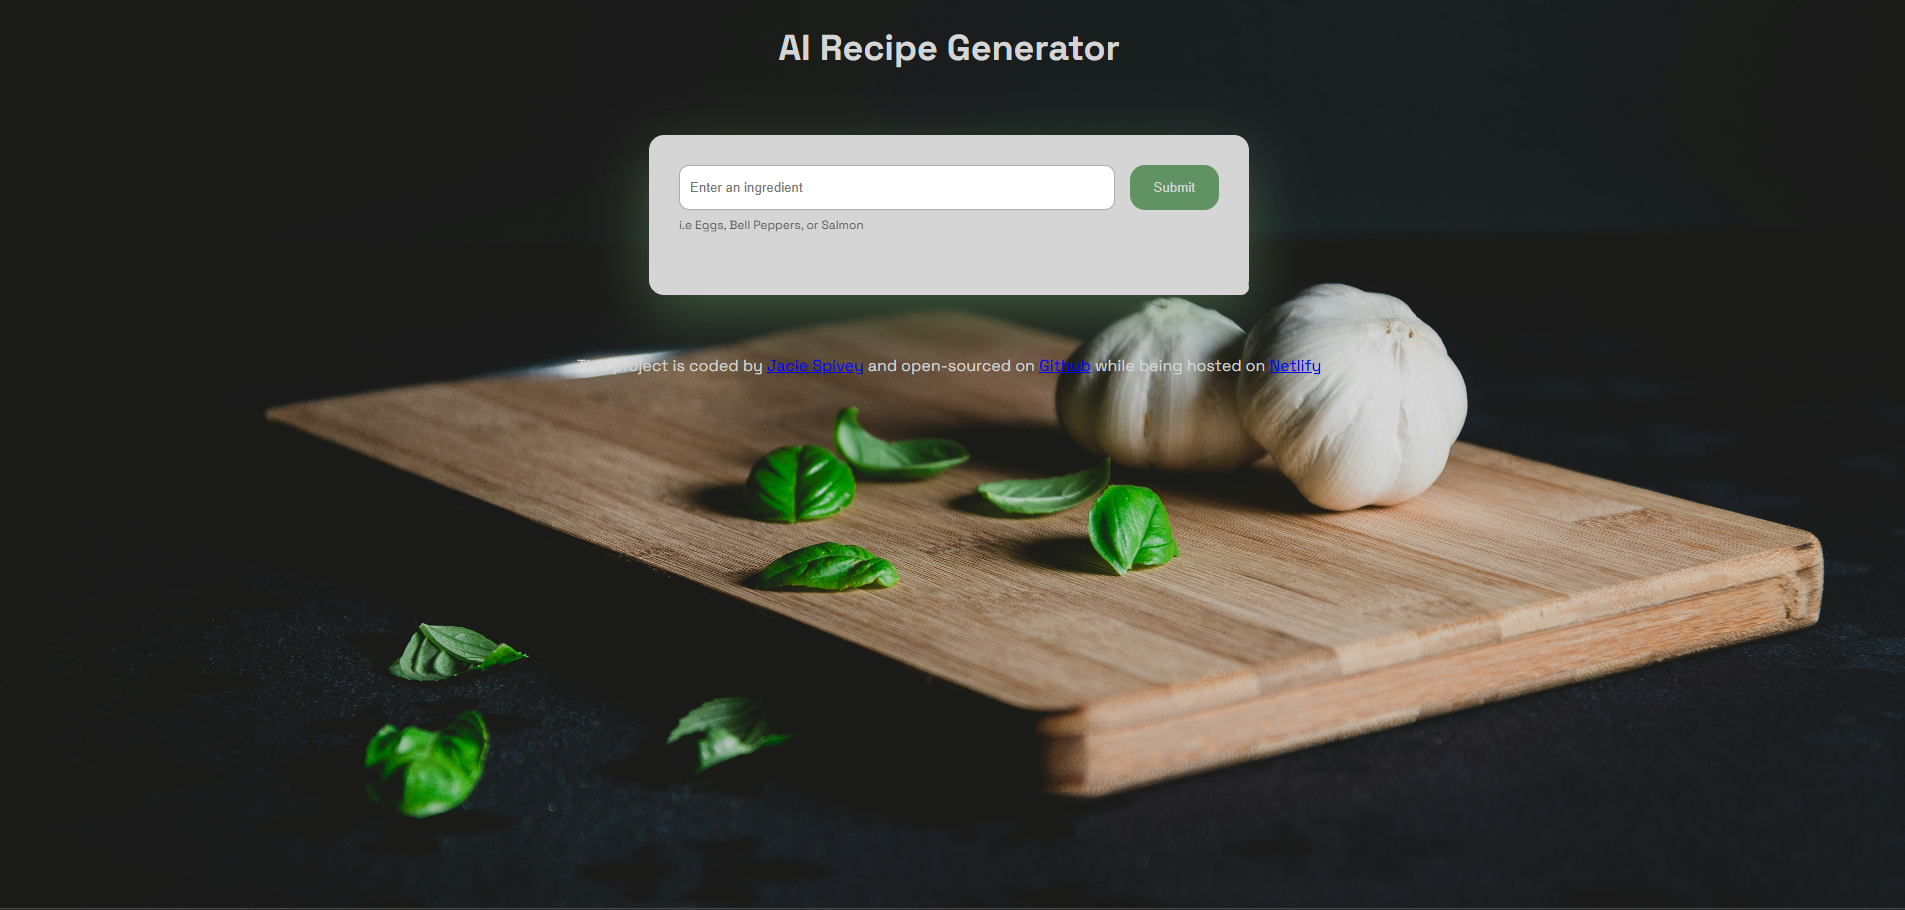 AI Recipe Generator
Enter an ingredient
Submit
i.e Eggs, Bell Peppers, or Salmon
This project is coded by Jacie Spivey and open-sourced on Github while being hosted on Netlify